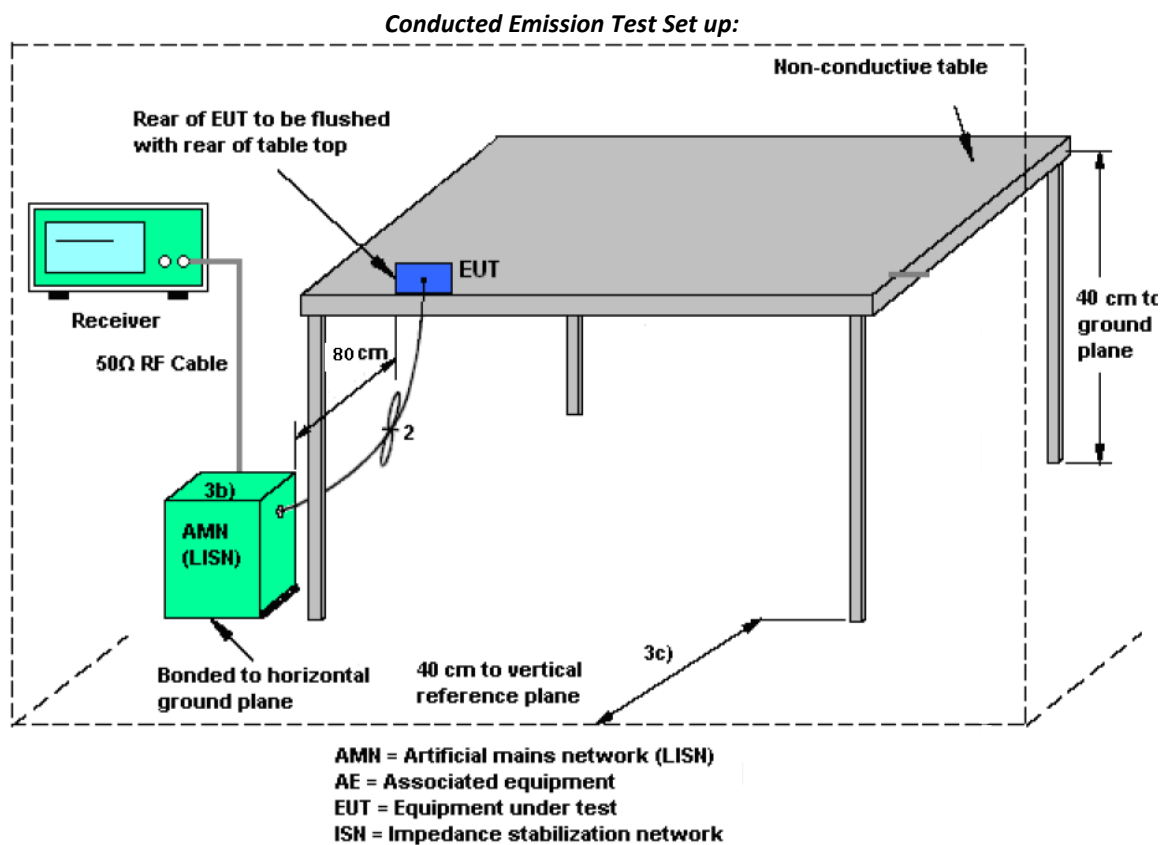 Conducted Emission Test Set up:
Non-conductive table
Rear of EUT to be flushed
with rear of table top
EUT
Receiver
50Ω RF Cable
80 cm
40 cm to
ground
plane
2
3b)
AMN
(LISN)
3c)
Bonded to horizontal
ground plane
40 cm to vertical
reference plane
AMN = Artificial mains network (LISN)
AE = Associated equipment
EUT = Equipment under test
ISN = Impedance stabilization network